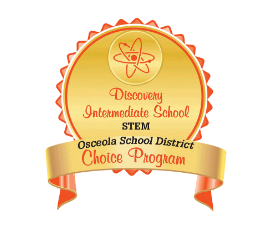 Discovery
Intermediate School
STEM
Osceola School District
Choice Program